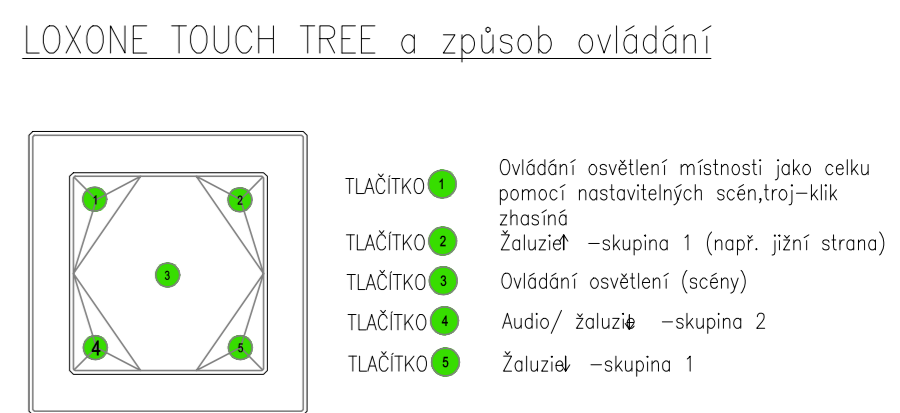 LOXONE TOUCH TREE a způsob ovládání
1
2
3
4
5
TLAČÍTKO 1 Ovládání osvětlení místnosti jako celku
pomocí nastavitelných scén,troj-klik
zhasíná
TLAČÍTKO 2 Žaluzie↑ -skupina 1 (např. jižní strana)
TLAČÍTKO 3 Ovládání osvětlení (scény)
TLAČÍTKO 4 Audio/ žaluzie↕ -skupina 2
TLAČÍTKO 5 Žaluzie↓ -skupina 1